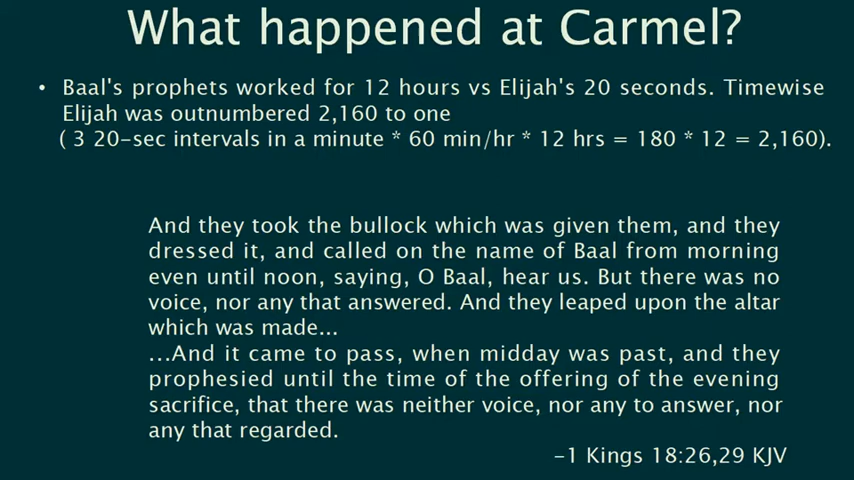 What happened at Carmel?
• Baal's prophets worked for 12 hours vs Elijah's 20 seconds. Timewise
Elijah was outnumbered 2,160 to one
( 3 20-sec intervals in a minute * 60 min/hr * 12 hrs = 180 * 12 = 2,160).
And they took the bullock which was given them, and they
dressed it, and called on the name of Baal from morning
even until noon, saying, O Baal, hear us. But there was no
voice, nor any that answered. And they leaped upon the altar
which was made...
...And it came to pass, when midday was past, and they
prophesied until the time of the offering of the evening
sacrifice, that there was neither voice, nor any to answer, nor
any that regarded.
-1 Kings 18:26,29 KJV